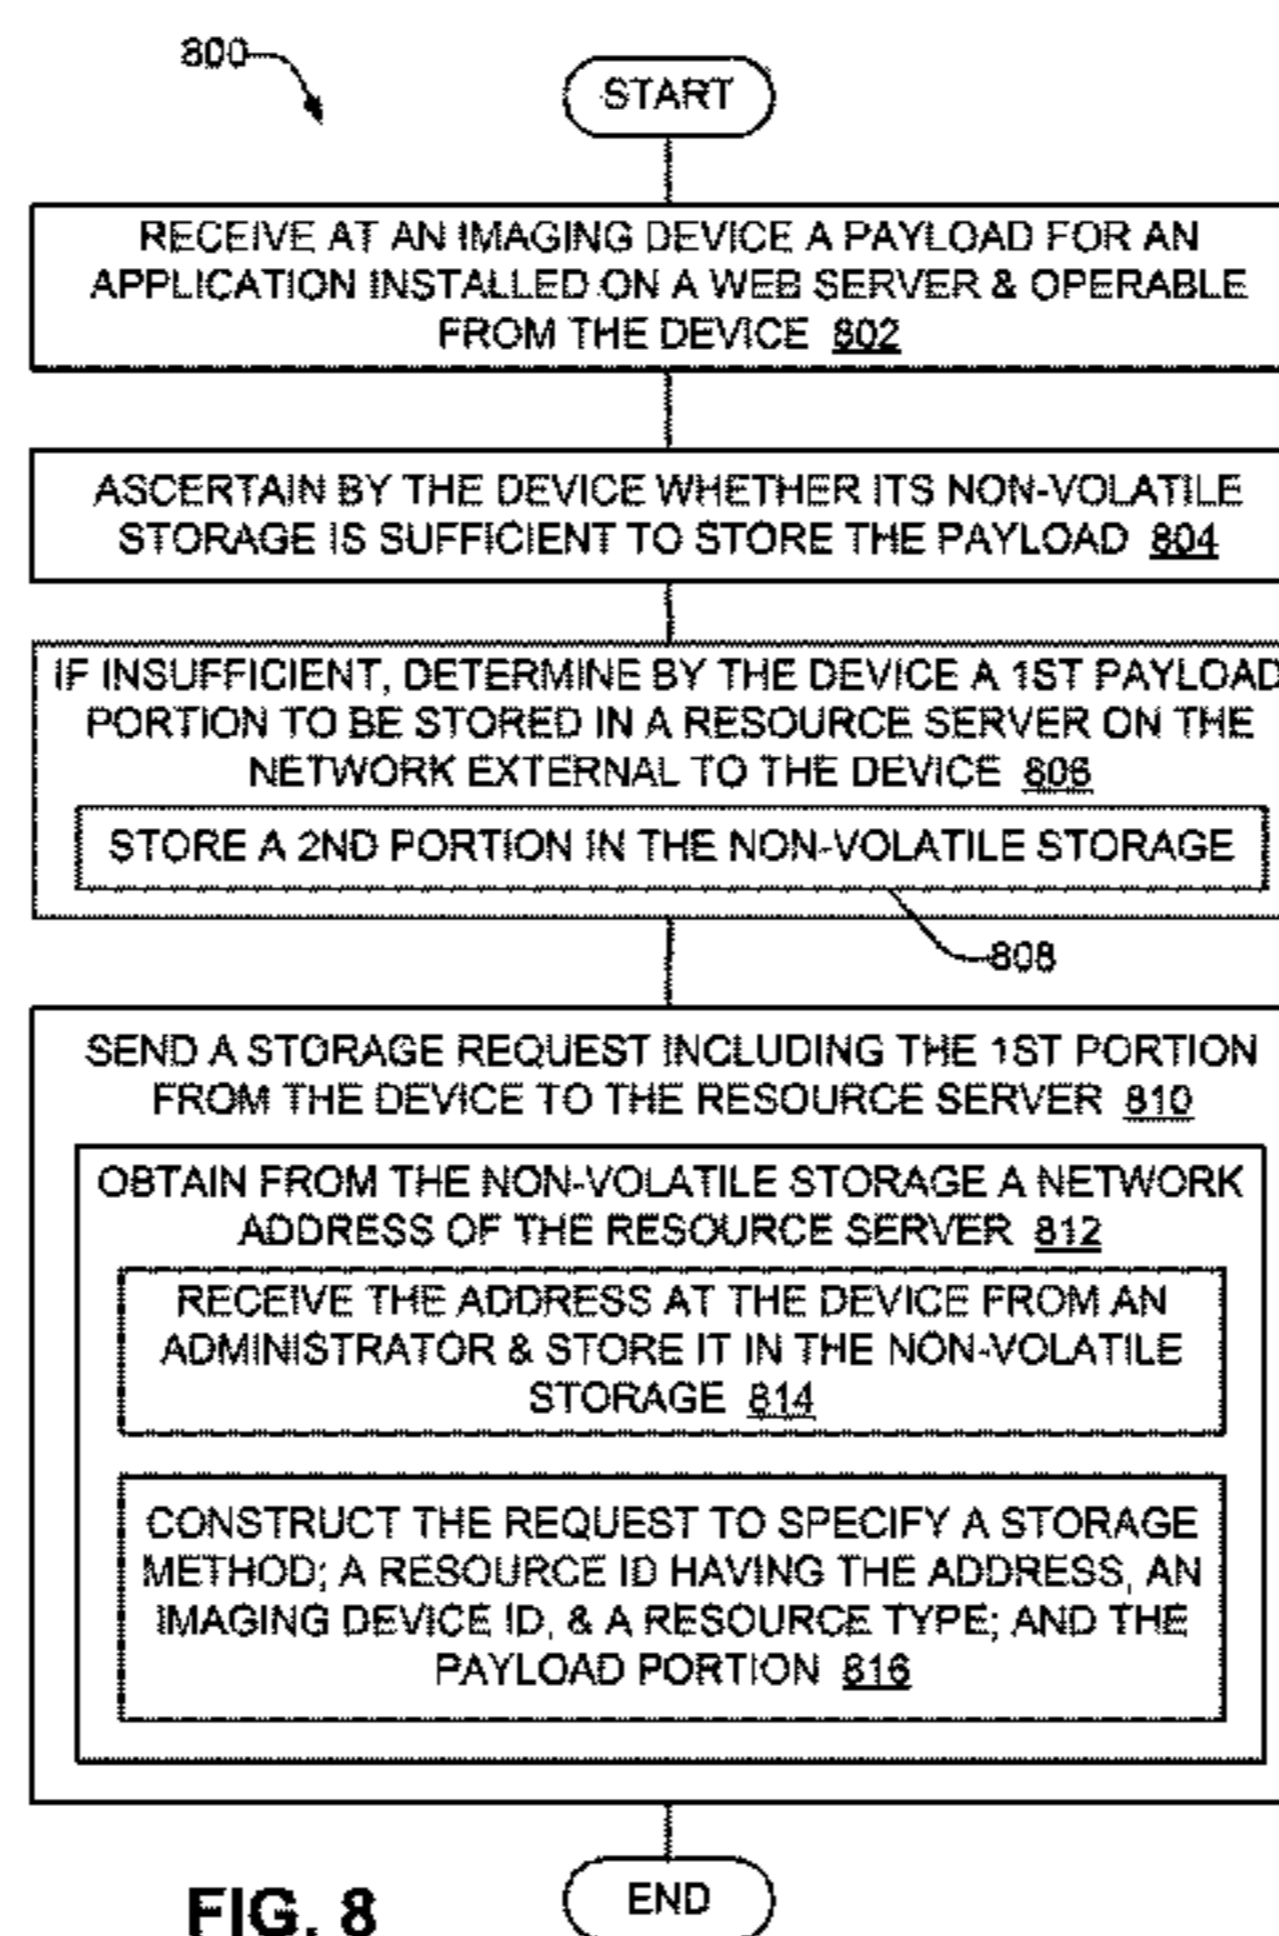 800
START
RECEIVE AT AN IMAGING DEVICE A PAYLOAD FOR AN
APPLICATION INSTALLED ON A WEB SERVER & OPERABLE
FROM THE DEVICE 802
ASCERTAIN BY THE DEVICE WHETHER ITS NON-VOLATILE
STORAGE IS SUFFICIENT TO STORE THE PAYLOAD 804
IF INSUFFICIENT, DETERMINE BY THE DEVICE A 1ST PAYLOAD
PORTION TO BE STORED IN A RESOURCE SERVER ON THE
NETWORK EXTERNAL TO THE DEVICE 806
STORE A 2ND PORTION IN THE NON-VOLATILE STORAGE
808
SEND A STORAGE REQUEST INCLUDING THE 1ST PORTION
FROM THE DEVICE TO THE RESOURCE SERVER 810
OBTAIN FROM THE NON-VOLATILE STORAGE A NETWORK
ADDRESS OF THE RESOURCE SERVER 812
RECEIVE THE ADDRESS AT THE DEVICE FROM AN
ADMINISTRATOR & STORE IT IN THE NON-VOLATILE
STORAGE 814
CONSTRUCT THE REQUEST TO SPECIFY A STORAGE
METHOD; A RESOURCE ID HAVING THE ADDRESS, AN
IMAGING DEVICE ID, & A RESOURCE TYPE; AND THE
PAYLOAD PORTION 816
END
FIG. 8